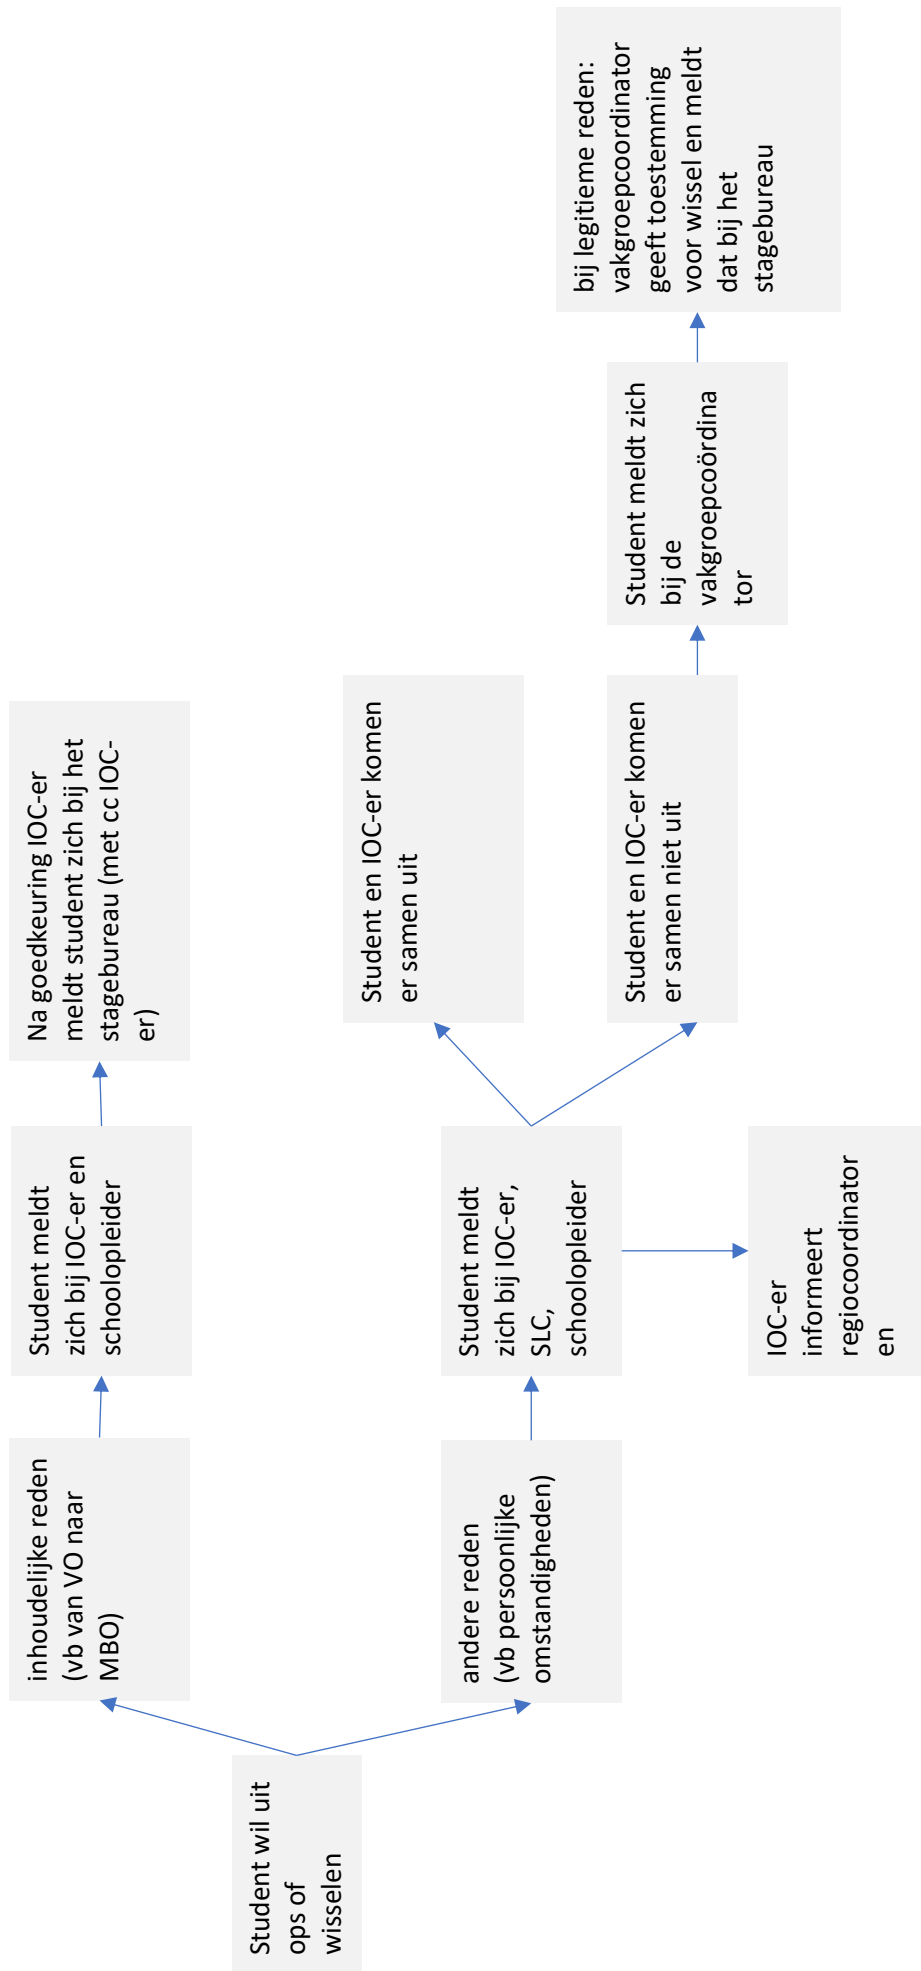 Student wil uit
ops of
wisselen
inhoudelijke reden
(vb van VO naar
MBO)
Student meldt
zich bij IOC-er en
schoolopleider
Na goedkeuring IOC-er
meldt student zich bij het
stagebureau (met cc IOC-
er)
andere reden
(vb persoonlijke
omstandigheden)
Student meldt
zich bij IOC-er,
SLC,
schoolopleider
IOC-er
informeert
regiocoordinator
en
Student en IOC-er komen
er samen uit
Student en IOC-er komen
er samen niet uit
Student meldt zich
bij de
vakgroepcoördina
tor
bij legitieme reden:
vakgroepcoordinator
geeft toestemming
voor wissel en meldt
dat bij het
stagebureau